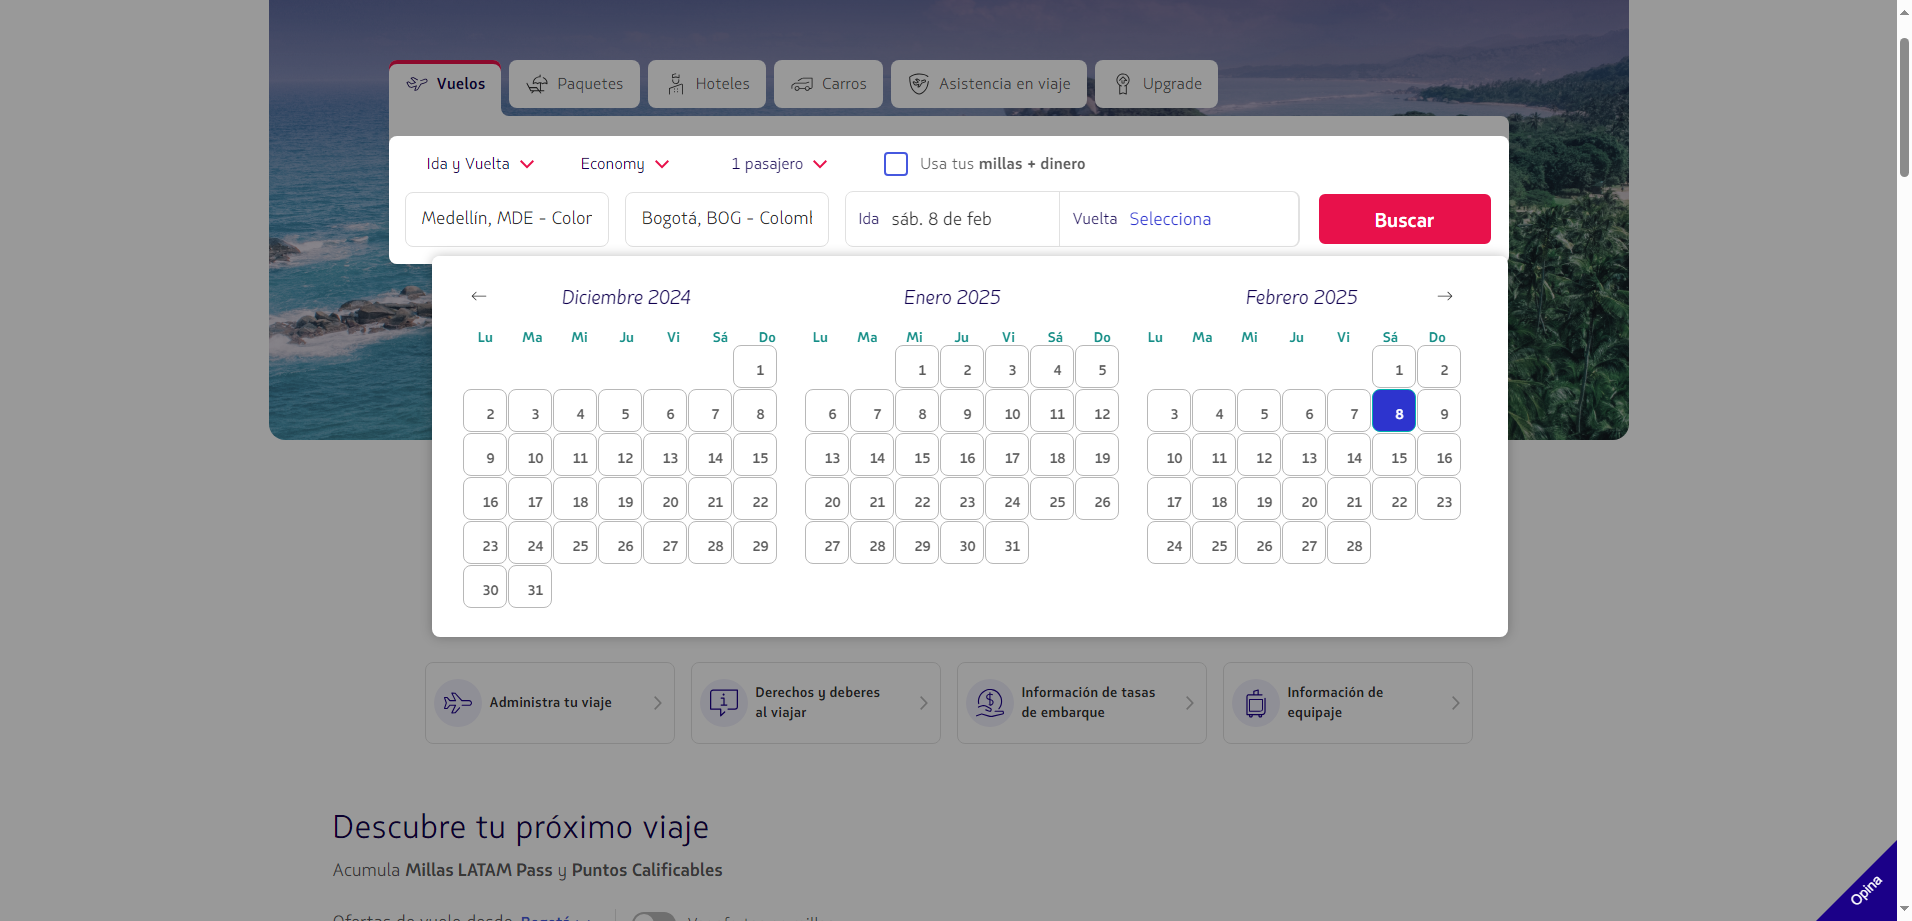 Vuelos Paquetes Hoteles Carros Asistencia en viaje Upgrade
Ida y Vuelta Economy 1 pasajero Usa tus millas + dinero
Medellín, MDE - Color Bogotá, BOG - Colom Ida sáb. 8 de feb Vuelta Selecciona Buscar
Diciembre 2024 Enero 2025 Febrero 2025
Lu Ma Mi Ju Vi Sá Do Lu Ma Mi Ju Vi Sá Do Lu Ma Mi Ju Vi Sá Do
1 1 2 3 4 5 1 2
2 3 4 5 6 7 8 6 7 8 9 10 11 12 3 4 5 6 7 8 9
9 10 11 12 13 14 15 13 14 15 16 17 18 19 10 11 12 13 14 15 16
16 17 18 19 20 21 22 20 21 22 23 24 25 26 17 18 19 20 21 22 23
23 24 25 26 27 28 29 27 28 29 30 31 24 25 26 27 28
30 31
Administra tu viaje
Derechos y deberes
al viajar
Información de tasas
de embarque
Información de
equipaje
Descubre tu próximo viaje
Acumula Millas LATAM Pass y Puntos Calificables
Ofertas de vuelo desde Bogotá
Opina